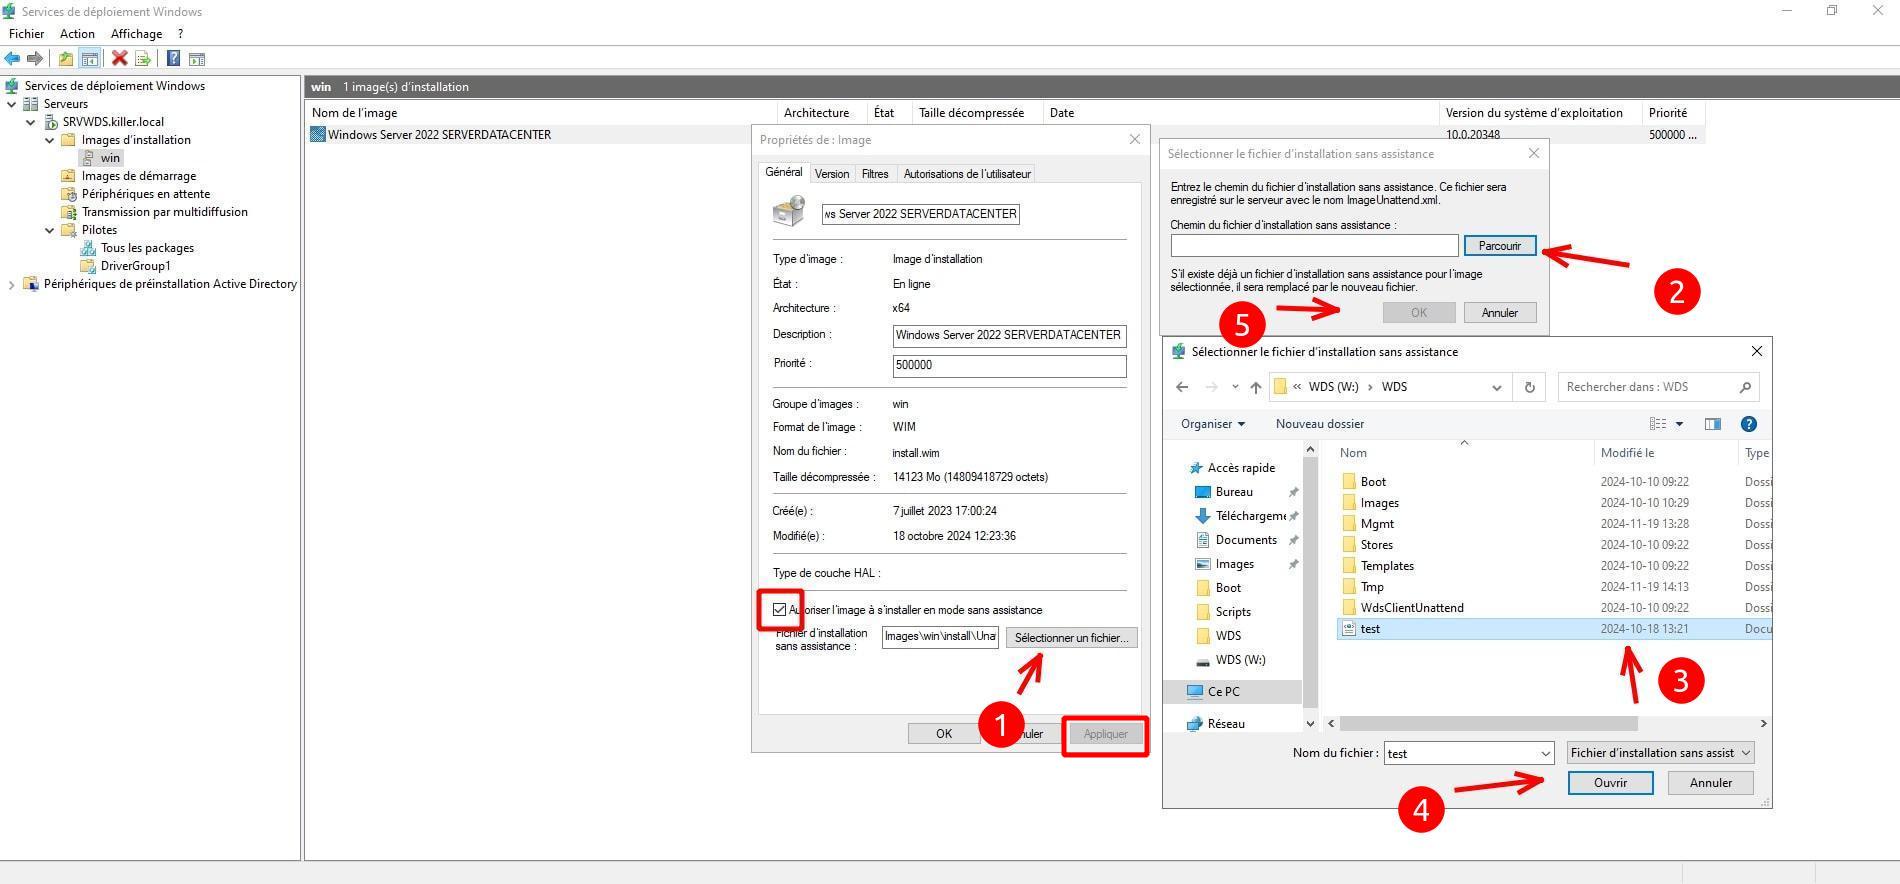 Services de déploiement Windows
Fichier Action Affichage ?
Services de déploiement Windows
Serveurs
SRVWDS.killer.local
Images d'installation
win
Images de démarrage
Périphériques en attente
Transmission par multidiffusion
Pilotes
Tous les packages
DriverGroup1
Périphériques de préinstallation Active Directory
win 1 image(s) d'installation
Nom de l'image Architecture État Taille décompressée Date Version du système d'exploitation Priorité
Windows Server 2022 SERVERDATACENTER 10.0.20348 500000 ...
Propriétés de : Image
Général Version Filtres Autorisations de l'utilisateur
ws Server 2022 SERVERDATACENTER
Type d'image : Image d'installation
État : En ligne
Architecture : x64
Description : Windows Server 2022 SERVERDATACENTER
Priorité : 500000
Groupe d'images : win
Format de l'image : WIM
Nom du fichier : install.wim
Taille décompressée : 14123 Mo (14809418729 octets)
Créé(e) : 7 juillet 2023 17:00:24
Modifié(e) : 18 octobre 2024 12:23:36
Type de couche HAL :
Autoriser l'image à s'installer en mode sans assistance
Fichier d'installation
sans assistance :
Images\win\install\Una
Sélectionner un fichier...
1
OK nuler Appliquer
Sélectionner le fichier d'installation sans assistance
Entrez le chemin du fichier d'installation sans assistance. Ce fichier sera
enregistré sur le serveur avec le nom ImageUnattend.xml.
Chemin du fichier d'installation sans assistance :
Parcourir
2
S'il existe déjà un fichier d'installation sans assistance pour l'image
sélectionnée, il sera remplacé par le nouveau fichier.
5
OK Annuler
Sélectionner le fichier d'installation sans assistance
« WDS (W:) › WDS
Rechercher dans : WDS
Organiser Nouveau dossier
?
Accès rapide
Bureau
Téléchargeme
Documents
Images
Boot
Scripts
WDS
WDS (W:)
Ce PC
Réseau
Nom Modifié le Type
Boot 2024-10-10 09:22 Dossi
Images 2024-10-10 10:29 Dossi
Mgmt 2024-11-19 13:28 Dossi
Stores 2024-10-10 09:22 Dossi
Templates 2024-10-10 09:22 Dossi
Tmp 2024-11-19 14:13 Dossi
WdsClientUnattend 2024-10-10 09:22 Dossi
test 2024-10-18 13:21 Docu
3
Nom du fichier : test Fichier d'installation sans assist
4
Ouvrir Annuler